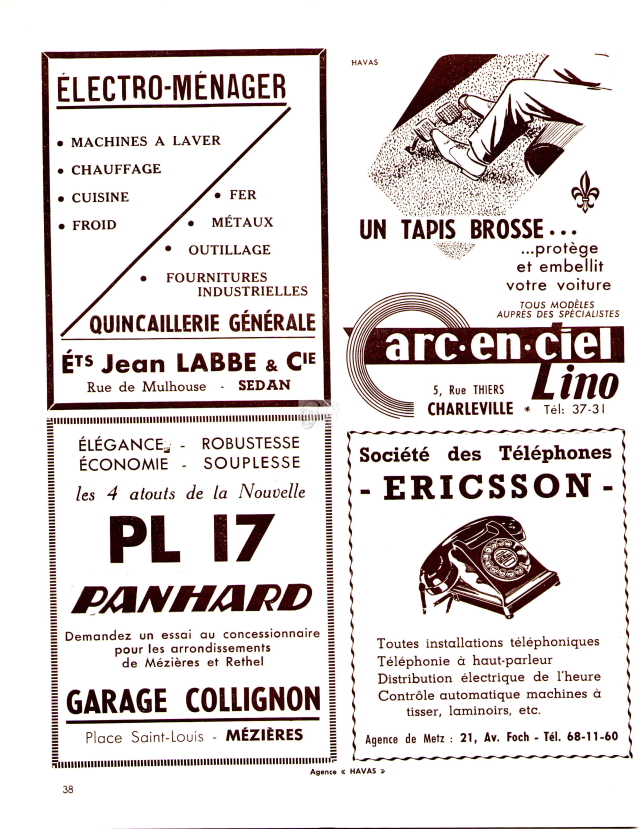 ÉLECTRO-MÉNAGER
• MACHINES A LAVER
• CHAUFFAGE
• CUISINE
• FROID
• FER
• MÉTAUX
• OUTILLAGE
• FOURNITURES
INDUSTRIELLES
QUINCAILLERIE GÉNÉRALE
ÉTS Jean LABBE & CIE
Rue de Mulhouse - SEDAN
HAVAS
UN TAPIS BROSSE...
...protège
et embellit
votre voiture
TOUS MODÈLES
AUPRES DES SPÉCIALISTES
arc-en-ciel
Lino
5, Rue THIERS
CHARLEVILLE * Tél: 37-31
ÉLÉGANCE - ROBUSTESSE
ÉCONOMIE - SOUPLESSE
les 4 atouts de la Nouvelle
PL 17
PANHARD
Demandez un essai au concessionnaire
pour les arrondissements
de Mézières et Rethel
GARAGE COLLIGNON
Place Saint-Louis - MÉZIÈRES
Société des Téléphones
- ERICSSON -
Toutes installations téléphoniques
Téléphonie à haut-parleur
Distribution électrique de l'heure
Contrôle automatique machines à
tisser, laminoirs, etc.
Agence de Metz : 21, Av. Foch - Tél. 68-11-60
Agence « HAVAS »
38